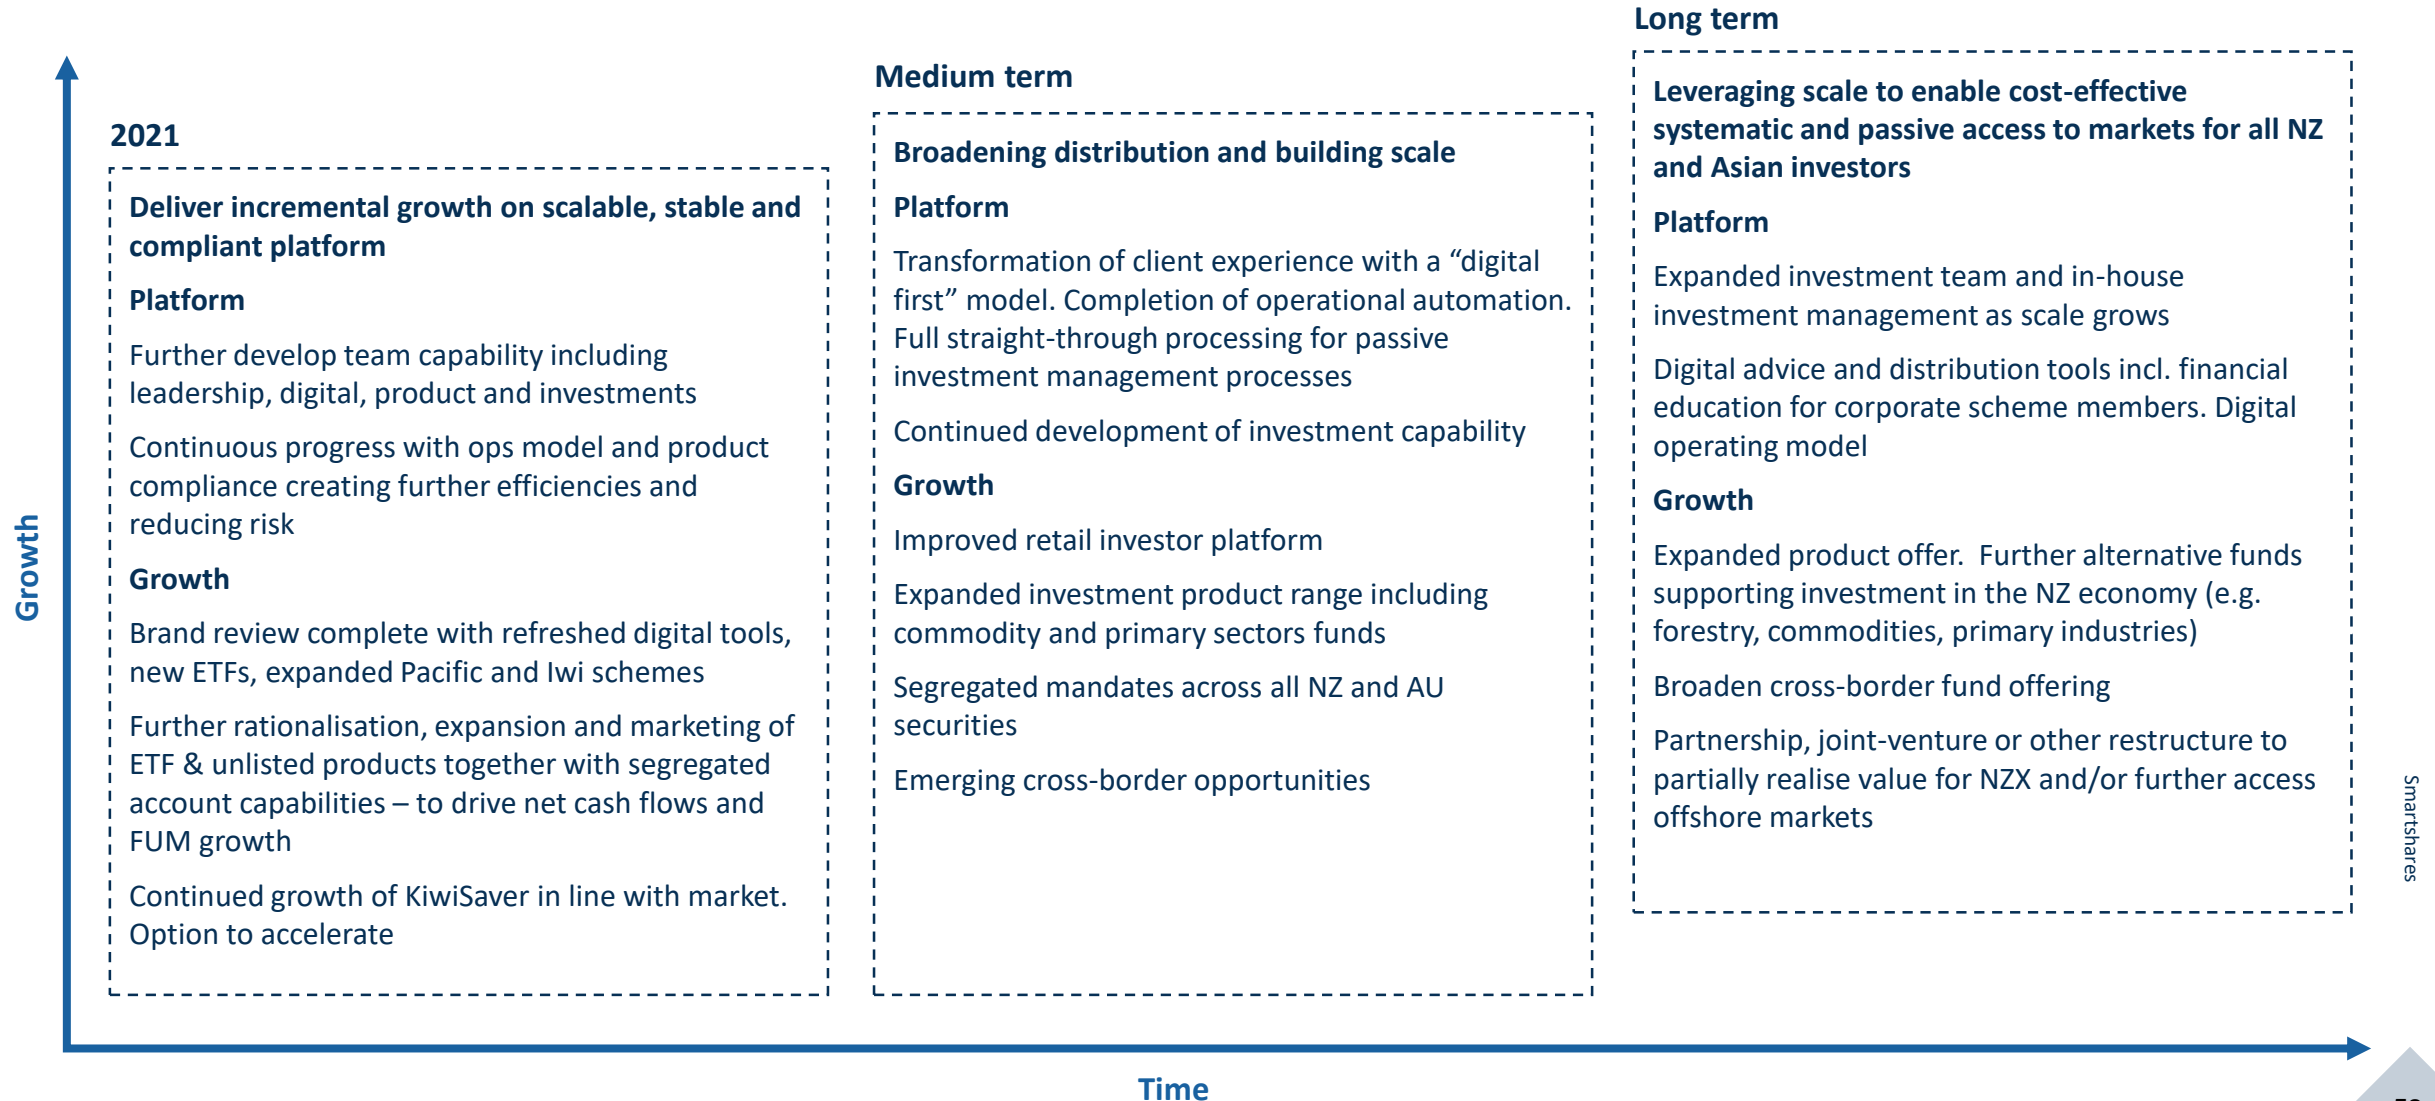 Growth
2021
Deliver incremental growth on scalable, stable and
compliant platform
Platform
Further develop team capability including
leadership, digital, product and investments
Continuous progress with ops model and product
compliance creating further efficiencies and
reducing risk
Growth
Brand review complete with refreshed digital tools,
new ETFs, expanded Pacific and Iwi schemes
Further rationalisation, expansion and marketing of
ETF & unlisted products together with segregated
account capabilities – to drive net cash flows and
FUM growth
Continued growth of KiwiSaver in line with market.
Option to accelerate
Medium term
Broadening distribution and building scale
Platform
Transformation of client experience with a “digital
first” model. Completion of operational automation.
Full straight-through processing for passive
investment management processes
Continued development of investment capability
Growth
Improved retail investor platform
Expanded investment product range including
commodity and primary sectors funds
Segregated mandates across all NZ and AU
securities
Emerging cross-border opportunities
Long term
Leveraging scale to enable cost-effective
systematic and passive access to markets for all NZ
and Asian investors
Platform
Expanded investment team and in-house
investment management as scale grows
Digital advice and distribution tools incl. financial
education for corporate scheme members. Digital
operating model
Growth
Expanded product offer.  Further alternative funds
supporting investment in the NZ economy (e.g.
forestry, commodities, primary industries)
Broaden cross-border fund offering
Partnership, joint-venture or other restructure to
partially realise value for NZX and/or further access
offshore markets
Smartshares
Time